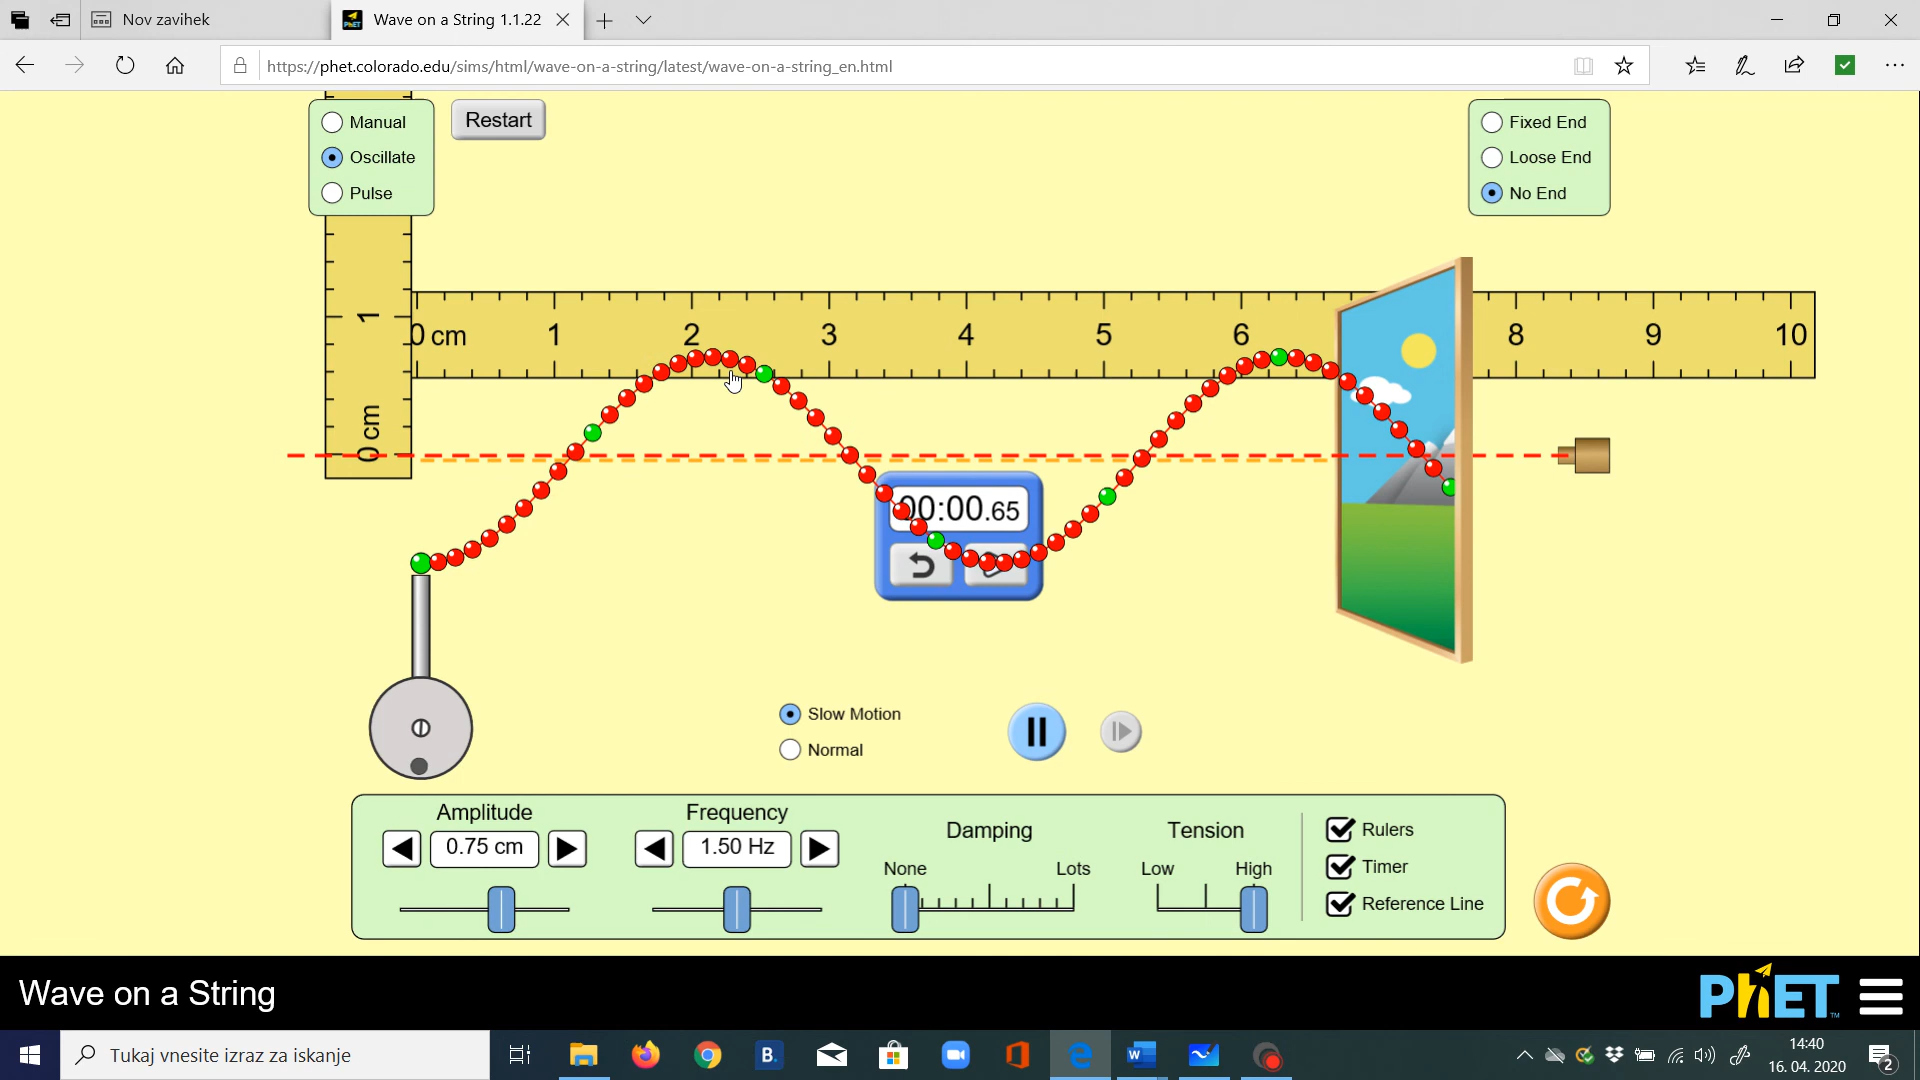 Nov zavihek
Wave on a String 1.1.22
https://phet.colorado.edu/sims/html/wave-on-a-string/latest/wave-on-a-string_en.html
Manual
Oscillate
Pulse
Restart
Fixed End
Loose End
No End
1
0 cm
0 cm 1 2 3 4 5 6 8 9 10
00:00.65
Slow Motion
Normal
Amplitude
0.75 cm
Frequency
1.50 Hz
Damping
None Lots
Tension
Low High
Rulers
Timer
Reference Line
Wave on a String
PhET
Tukaj vnesite izraz za iskanje
14:40
16. 04. 2020
2